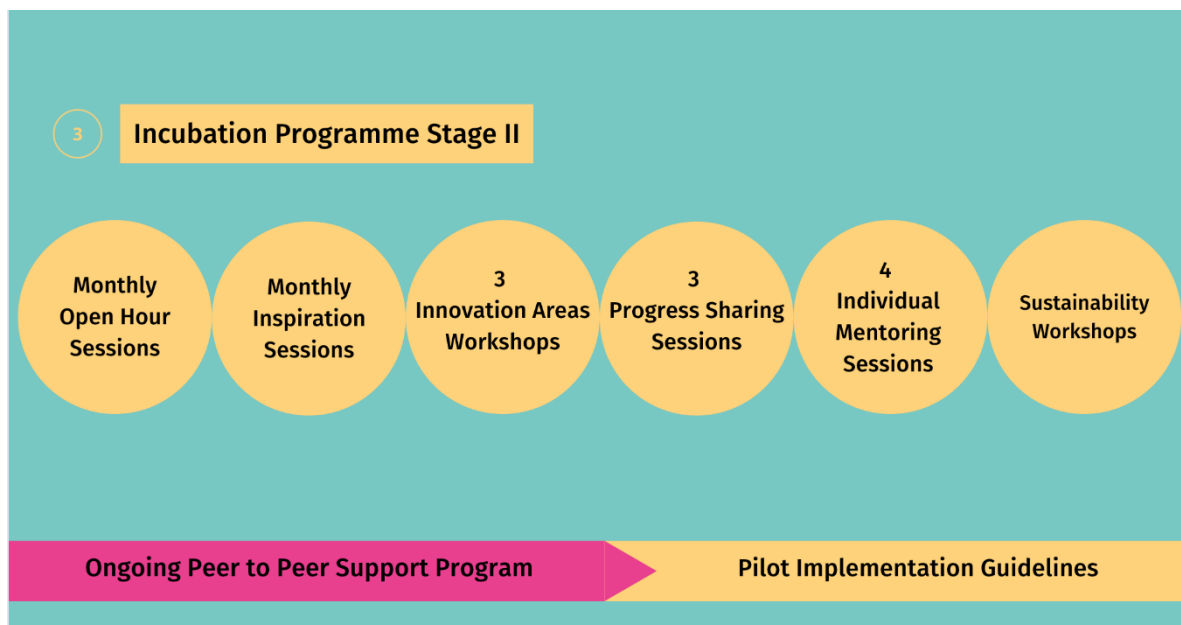 3
Incubation Programme Stage II
Monthly
Open Hour
Sessions
Monthly
Inspiration
Sessions
3
Innovation Areas
Workshops
3
Progress Sharing
Sessions
4
Individual
Mentoring
Sessions
Sustainability
Workshops
Ongoing Peer to Peer Support Program
Pilot Implementation Guidelines